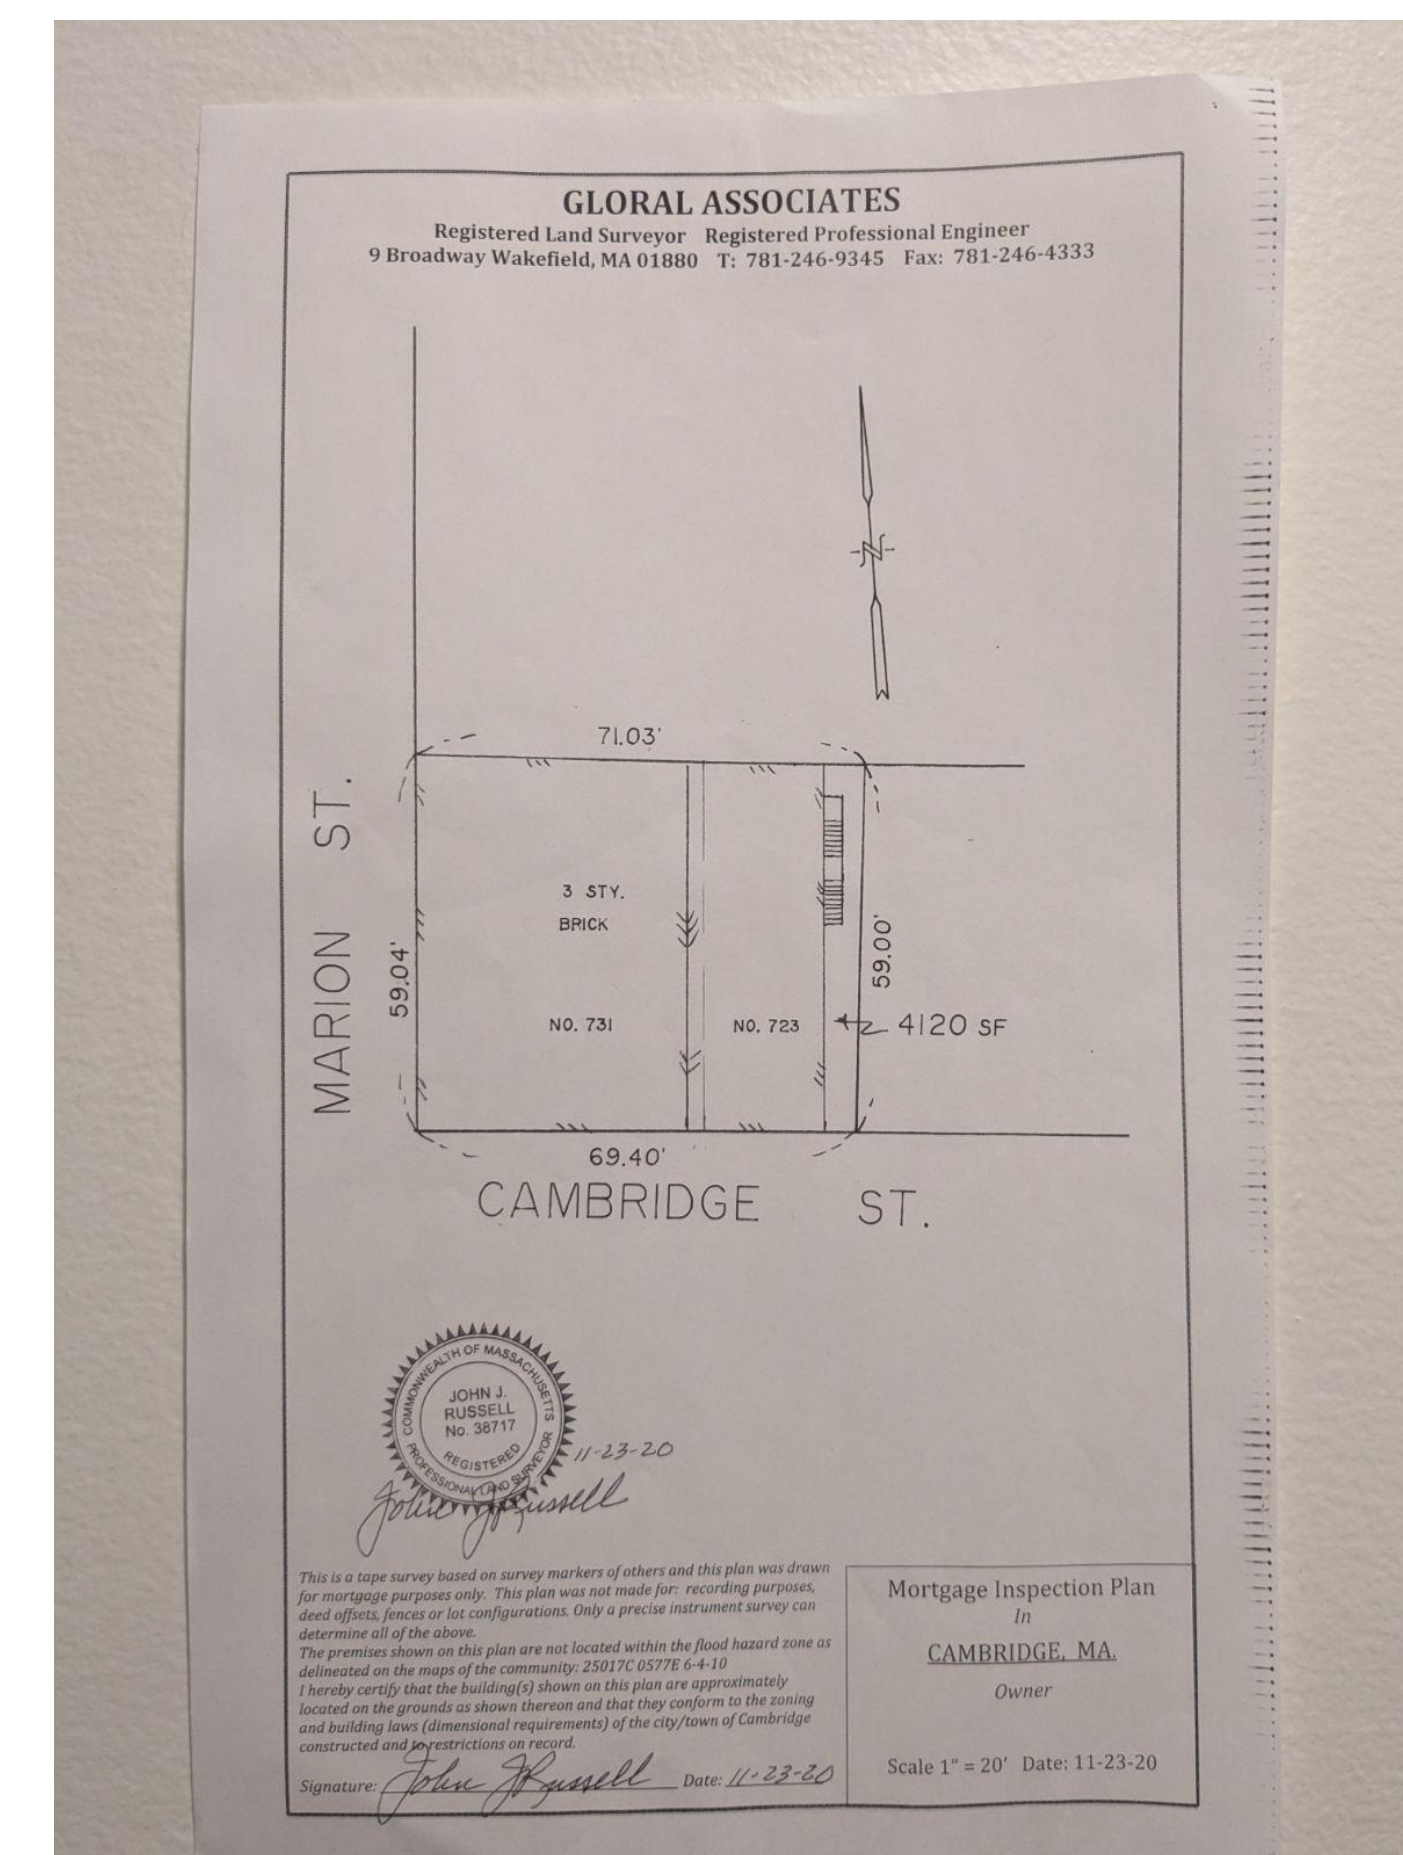 GLORAL ASSOCIATES
Registered Land Surveyor Registered Professional Engineer
9 Broadway Wakefield, MA 01880 T: 781-246-9345 Fax: 781-246-4333
N
71.03'
MARION ST.
59.04'
3 STY.
BRICK
NO. 731
NO. 723
59.00'
4120 SF
69.40'
CAMBRIDGE ST.
COMMONWEALTH OF MASSACHUSETTS
JOHN J.
RUSSELL
No. 38717
REGISTERED
PROFESSIONAL LAND SURVEYOR
11-23-20
John J Russell
This is a tape survey based on survey markers of others and this plan was drawn
for mortgage purposes only. This plan was not made for: recording purposes,
deed offsets, fences or lot configurations. Only a precise instrument survey can
determine all of the above.
The premises shown on this plan are not located within the flood hazard zone as
delineated on the maps of the community: 25017C 0577E 6-4-10
I hereby certify that the building(s) shown on this plan are approximately
located on the grounds as shown thereon and that they conform to the zoning
and building laws (dimensional requirements) of the city/town of Cambridge
constructed and to restrictions on record.
Signature: John J Russell Date: 11-23-20
Mortgage Inspection Plan
In
CAMBRIDGE, MA.
Owner
Scale 1" = 20' Date: 11-23-20